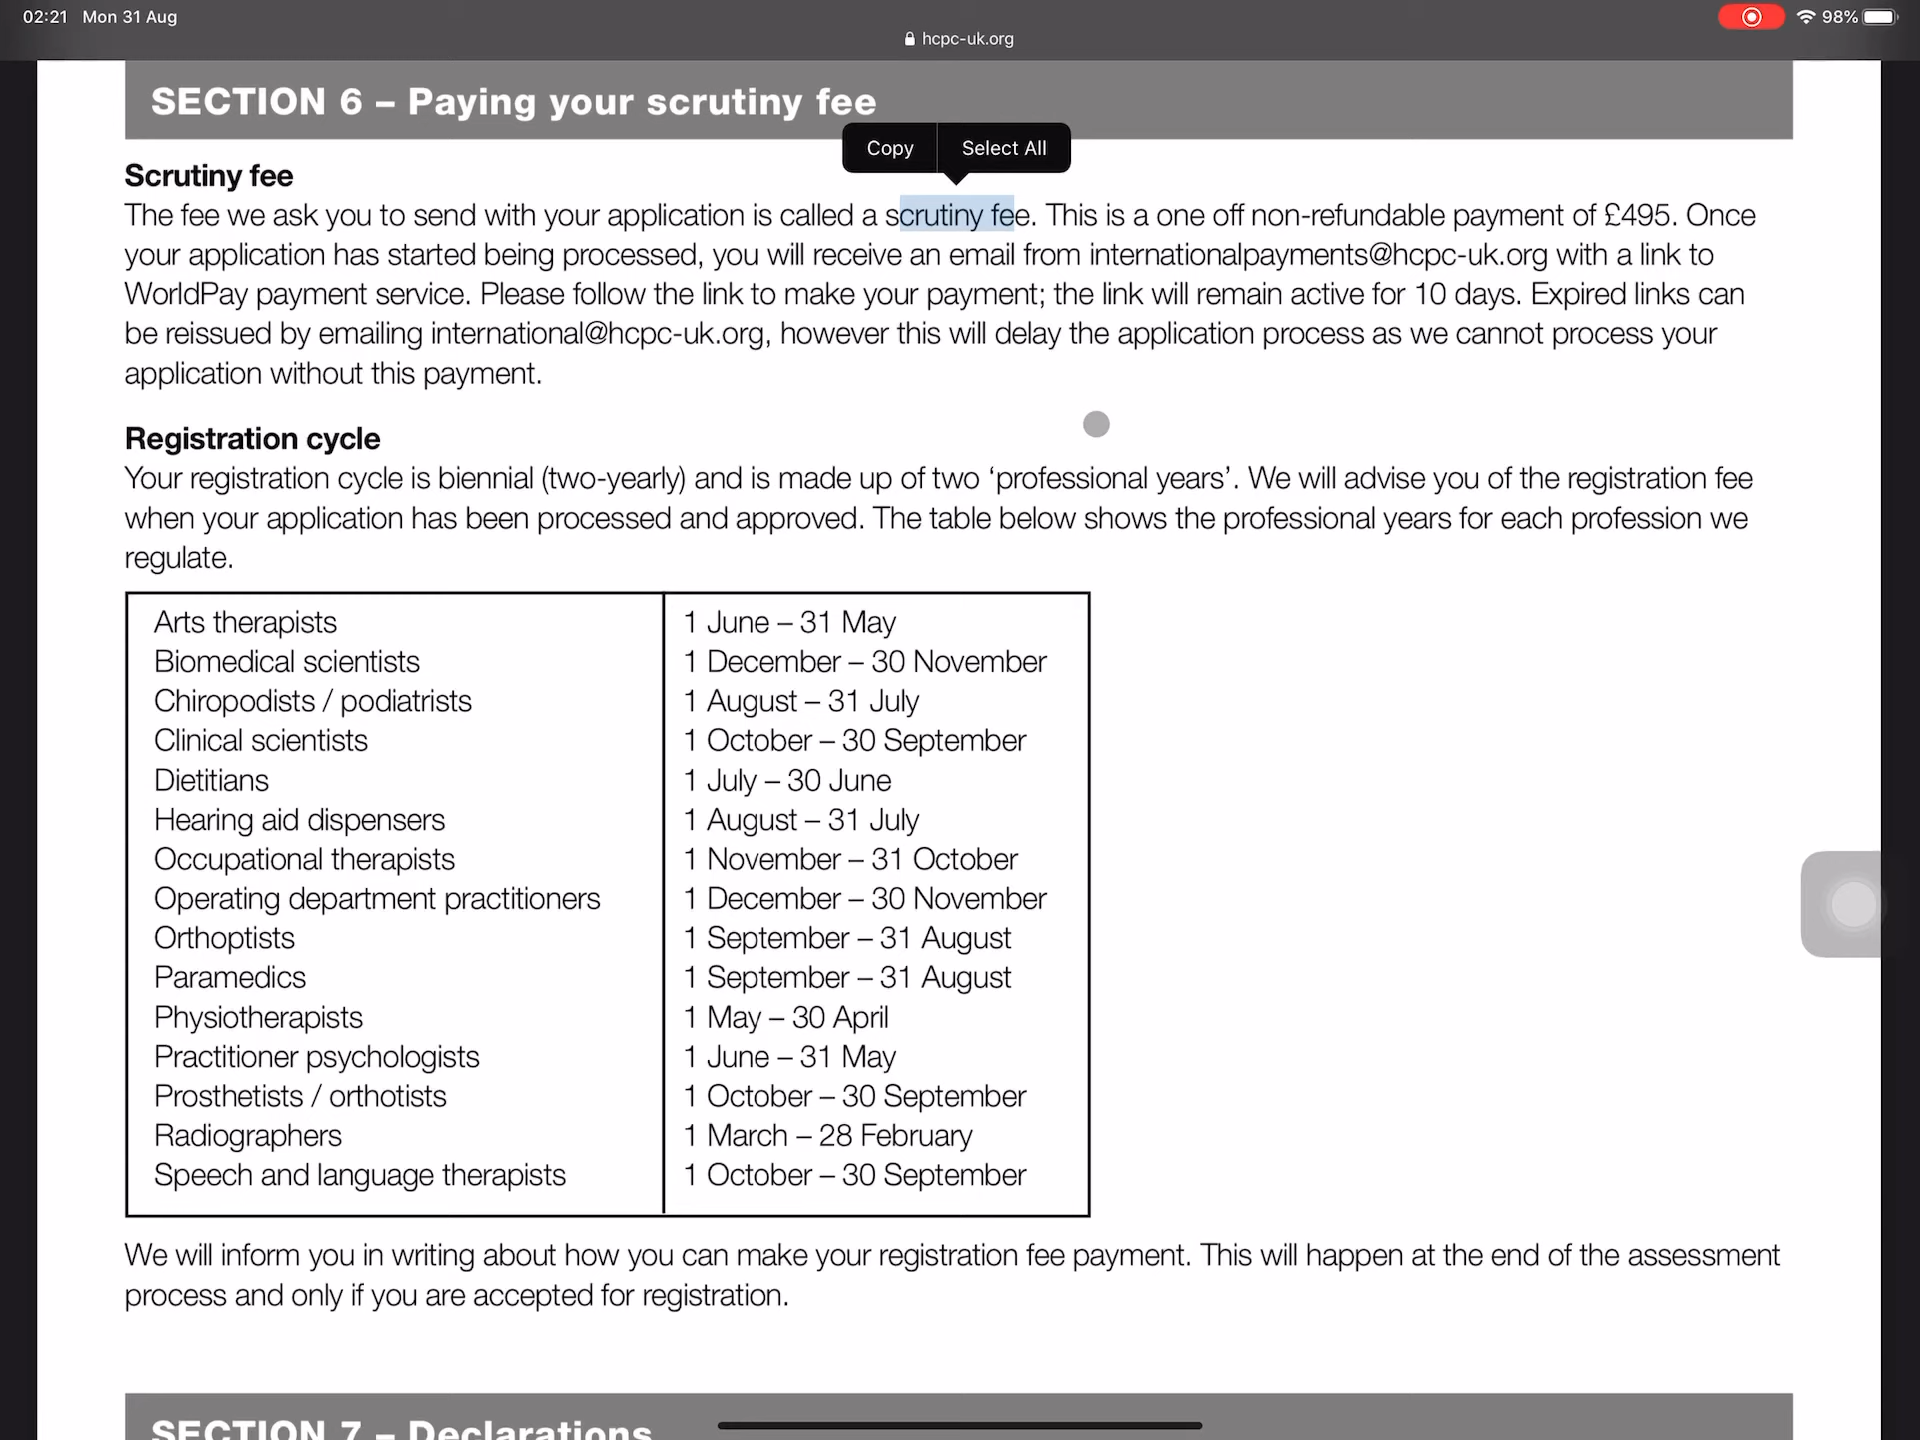 02:21 Mon 31 Aug
98%
hcpc-uk.org
SECTION 6 – Paying your scrutiny fee
Copy Select All
Scrutiny fee
The fee we ask you to send with your application is called a scrutiny fee. This is a one off non-refundable payment of £495. Once
your application has started being processed, you will receive an email from internationalpayments@hcpc-uk.org with a link to
WorldPay payment service. Please follow the link to make your payment; the link will remain active for 10 days. Expired links can
be reissued by emailing international@hcpc-uk.org, however this will delay the application process as we cannot process your
application without this payment.
Registration cycle
Your registration cycle is biennial (two-yearly) and is made up of two ‘professional years’. We will advise you of the registration fee
when your application has been processed and approved. The table below shows the professional years for each profession we
regulate.
Arts therapists 1 June – 31 May
Biomedical scientists 1 December – 30 November
Chiropodists / podiatrists 1 August – 31 July
Clinical scientists 1 October – 30 September
Dietitians 1 July – 30 June
Hearing aid dispensers 1 August – 31 July
Occupational therapists 1 November – 31 October
Operating department practitioners 1 December – 30 November
Orthoptists 1 September – 31 August
Paramedics 1 September – 31 August
Physiotherapists 1 May – 30 April
Practitioner psychologists 1 June – 31 May
Prosthetists / orthotists 1 October – 30 September
Radiographers 1 March – 28 February
Speech and language therapists 1 October – 30 September
We will inform you in writing about how you can make your registration fee payment. This will happen at the end of the assessment
process and only if you are accepted for registration.
SECTION 7 – Declarations